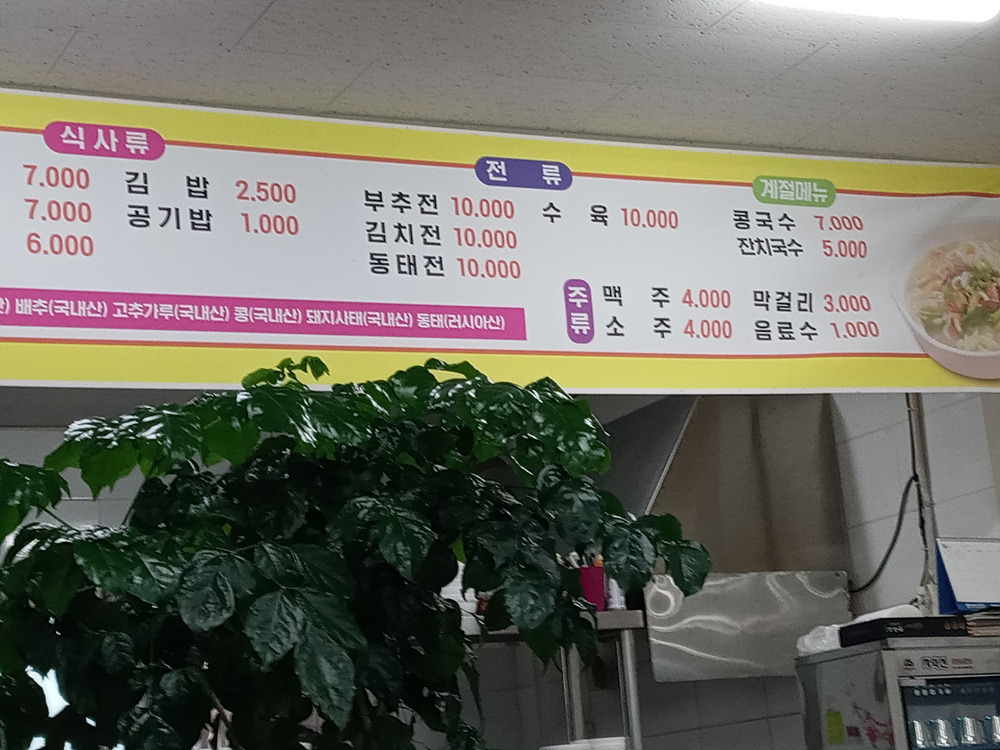 식사류
7.000 김 밥 2.500
7.000 공기밥 1.000
6.000
전 류
부추전 10.000 수 육 10.000
김치전 10.000
동태전 10.000
계절메뉴
콩국수 7.000
잔치국수 5.000
주류
맥 주 4.000 막걸리 3.000
소 주 4.000 음료수 1.000
배추(국내산) 고추가루(국내산) 콩(국내산) 돼지사태(국내산) 동태(러시아산)